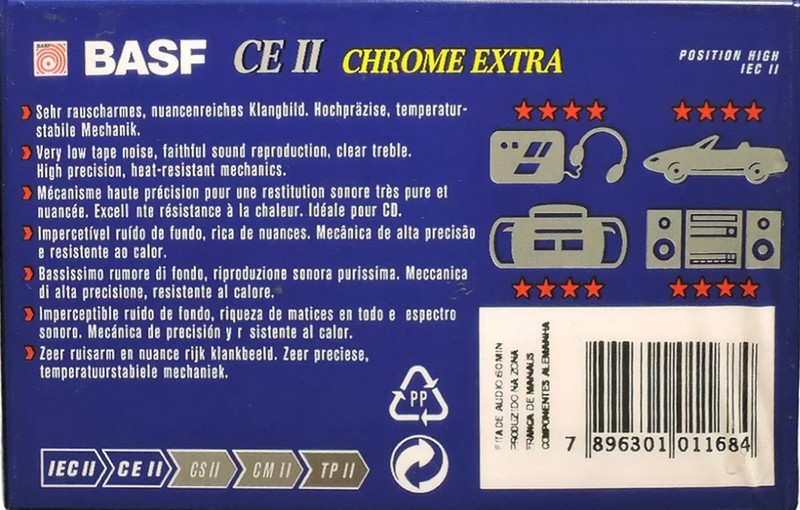 BASF CE II CHROME EXTRA
POSITION HIGH
IEC II
Sehr rauscharmes, nuancenreiches Klangbild. Hochpräzise, temperatur-
stabile Mechanik.
Very low tape noise, faithful sound reproduction, clear treble.
High precision, heat-resistant mechanics.
Mécanisme haute précision pour une restitution sonore très pure et
nuancée. Excell nte résistance à la chaleur. Idéale pour CD.
Impercetível ruído de fundo, rica de nuances. Mecânica de alta precisão
e resistente ao calor.
Bassissimo rumore di fondo, riproduzione sonora purissima. Meccanica
di alta precisione, resistente al calore.
Imperceptible ruido de fondo, riqueza de matices en todo e espectro
sonoro. Mecánica de precisión y r sistente al calor.
Zeer ruisarm en nuance rijk klankbeeld. Zeer preciese,
temperatuurstabiele mechaniek.
PP
IEC II CE II CS II CM II TP II
FITA DE AUDIO 60 MIN
PRODUZIDO NA ZONA
FRANCA DE MANAUS
COMPONENTES ALEMANHA
7 896301 011684